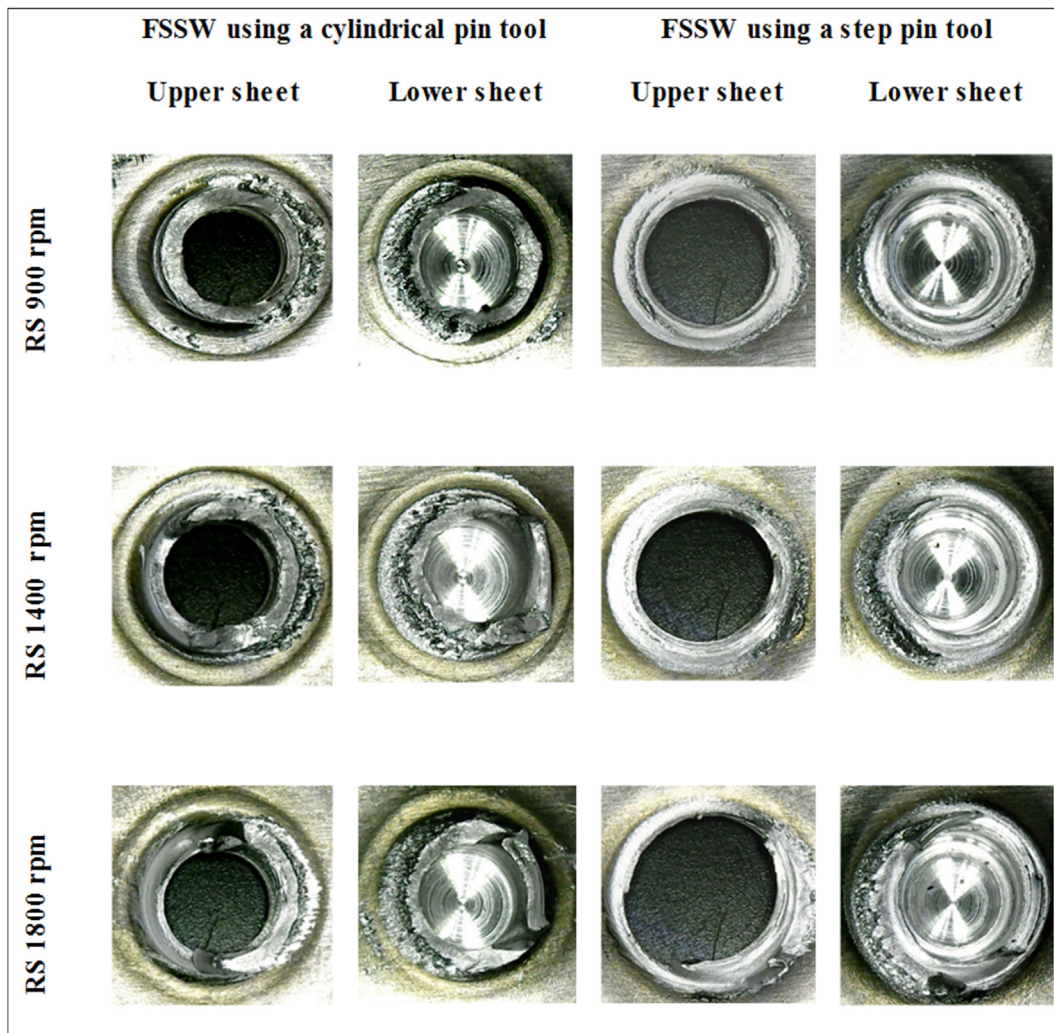 FSSW using a cylindrical pin tool
FSSW using a step pin tool
Upper sheet
Lower sheet
Upper sheet
Lower sheet
RS 900 rpm
RS 1400 rpm
RS 1800 rpm